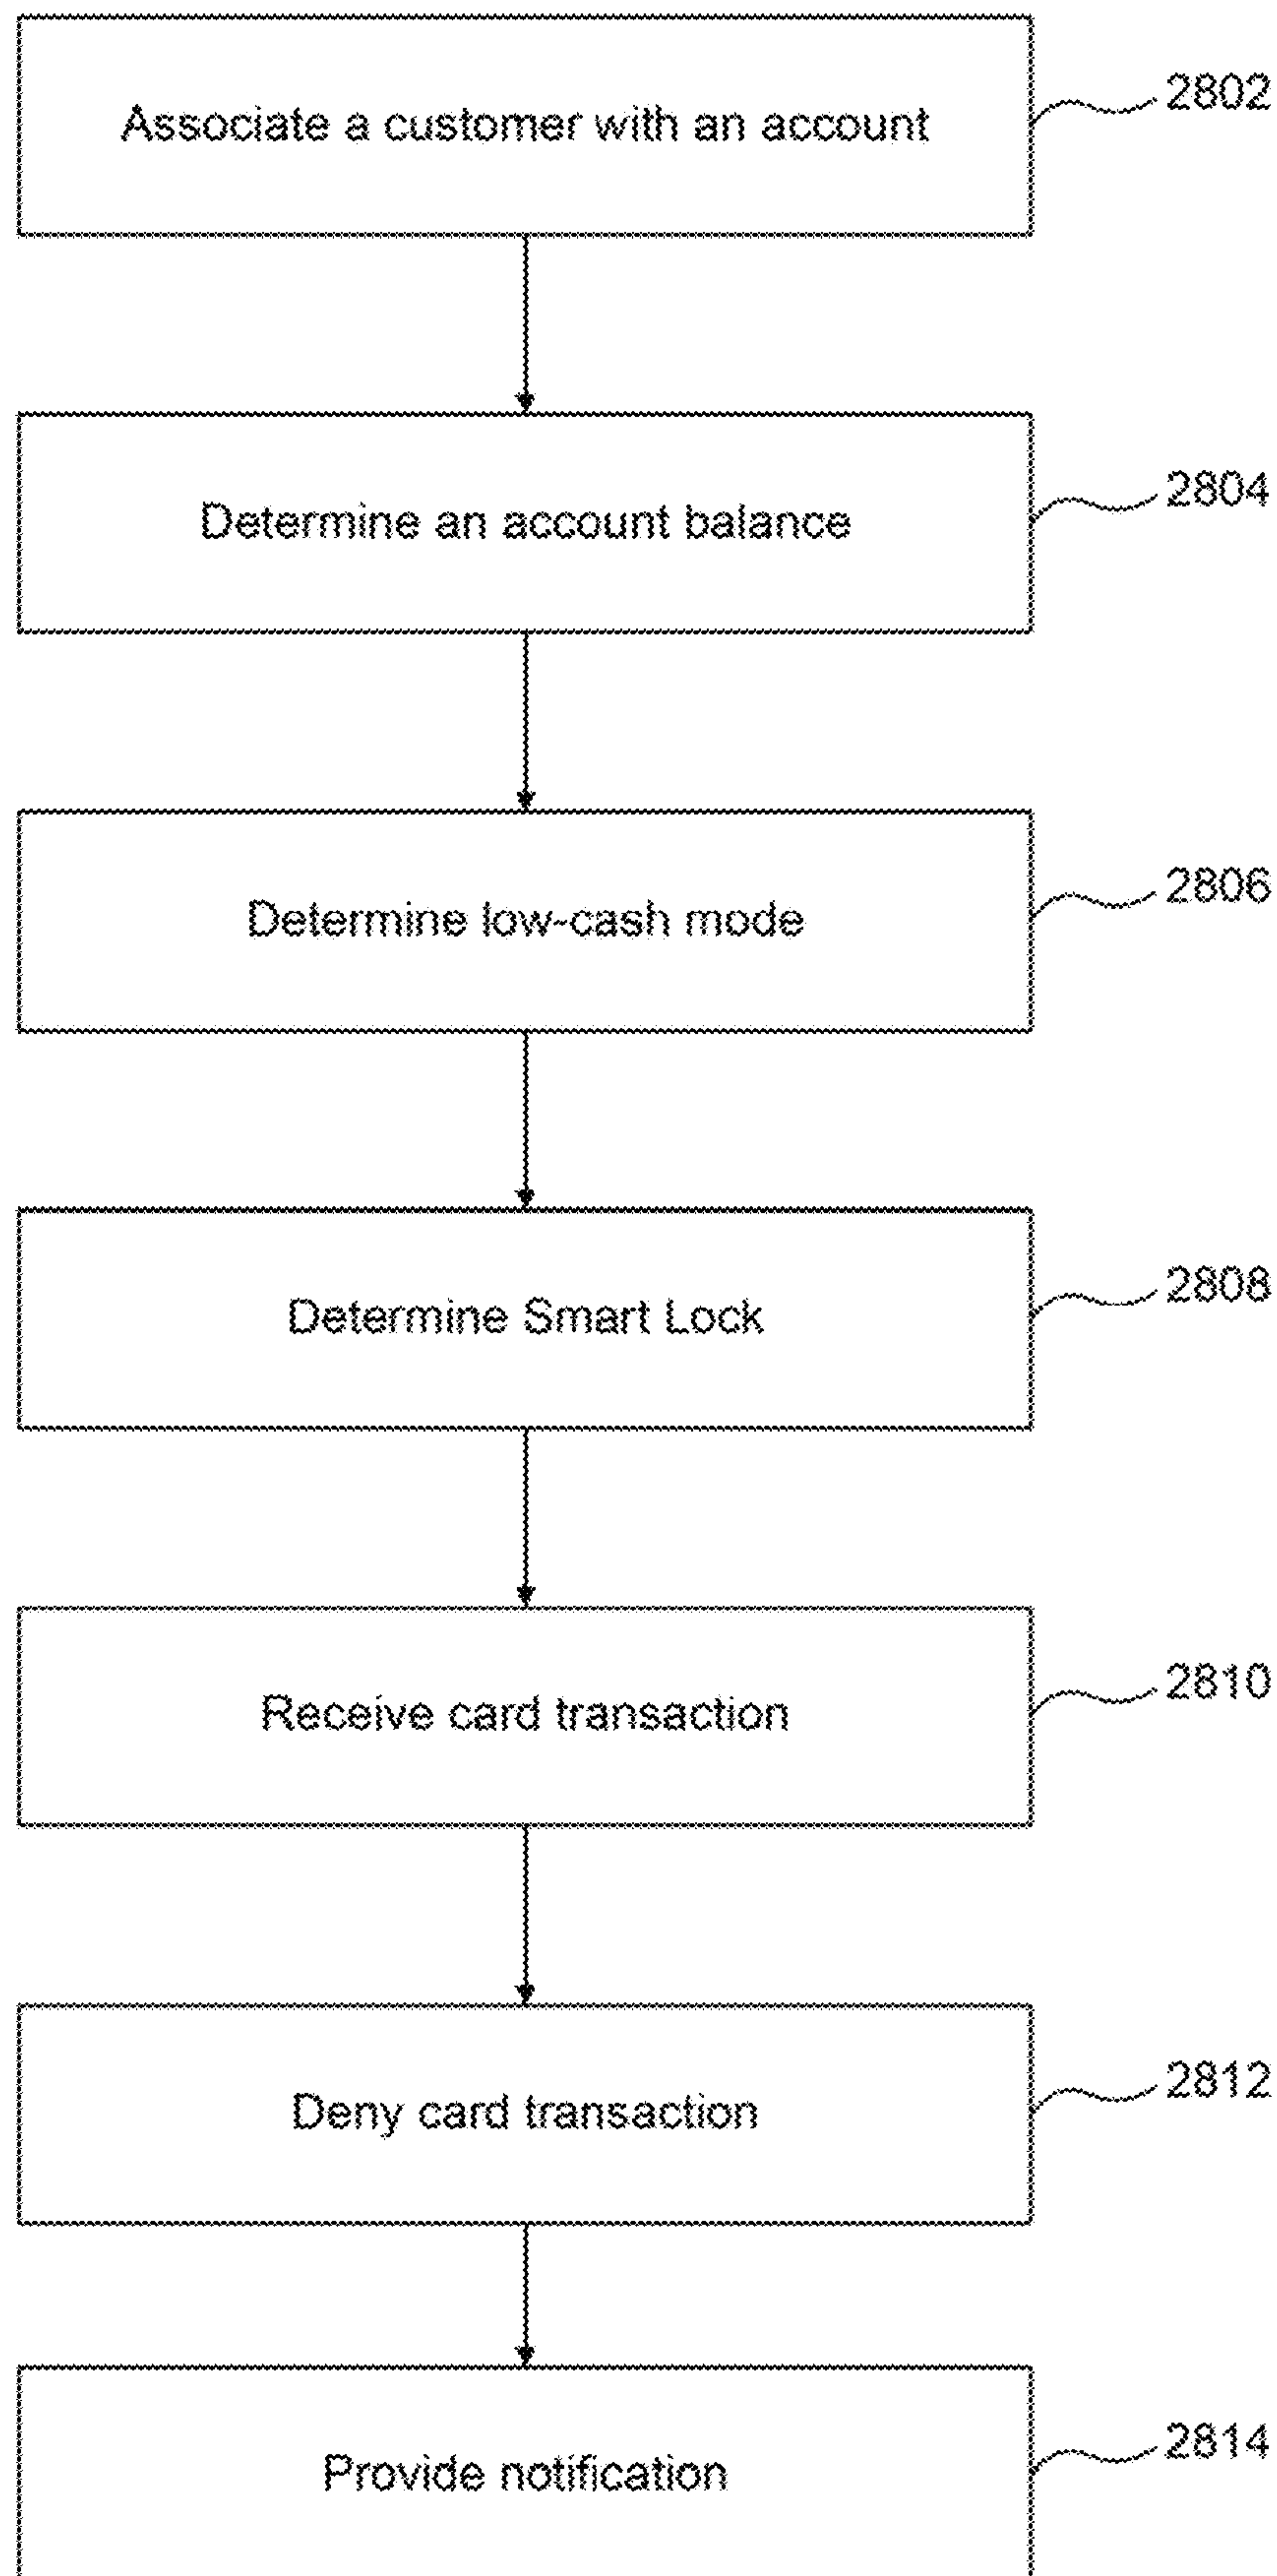 Associate a customer with an account
2802
Determine an account balance
2804
Determine low-cash mode
2806
Determine Smart Lock
2808
Receive card transaction
2810
Deny card transaction
2812
Provide notification
2814